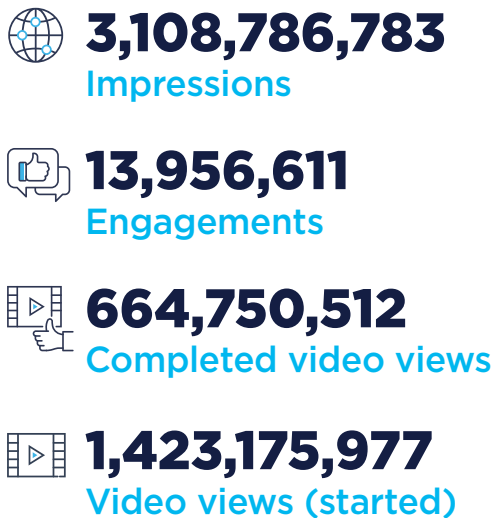 3,108,786,783
Impressions
13,956,611
Engagements
664,750,512
Completed video views
1,423,175,977
Video views (started)